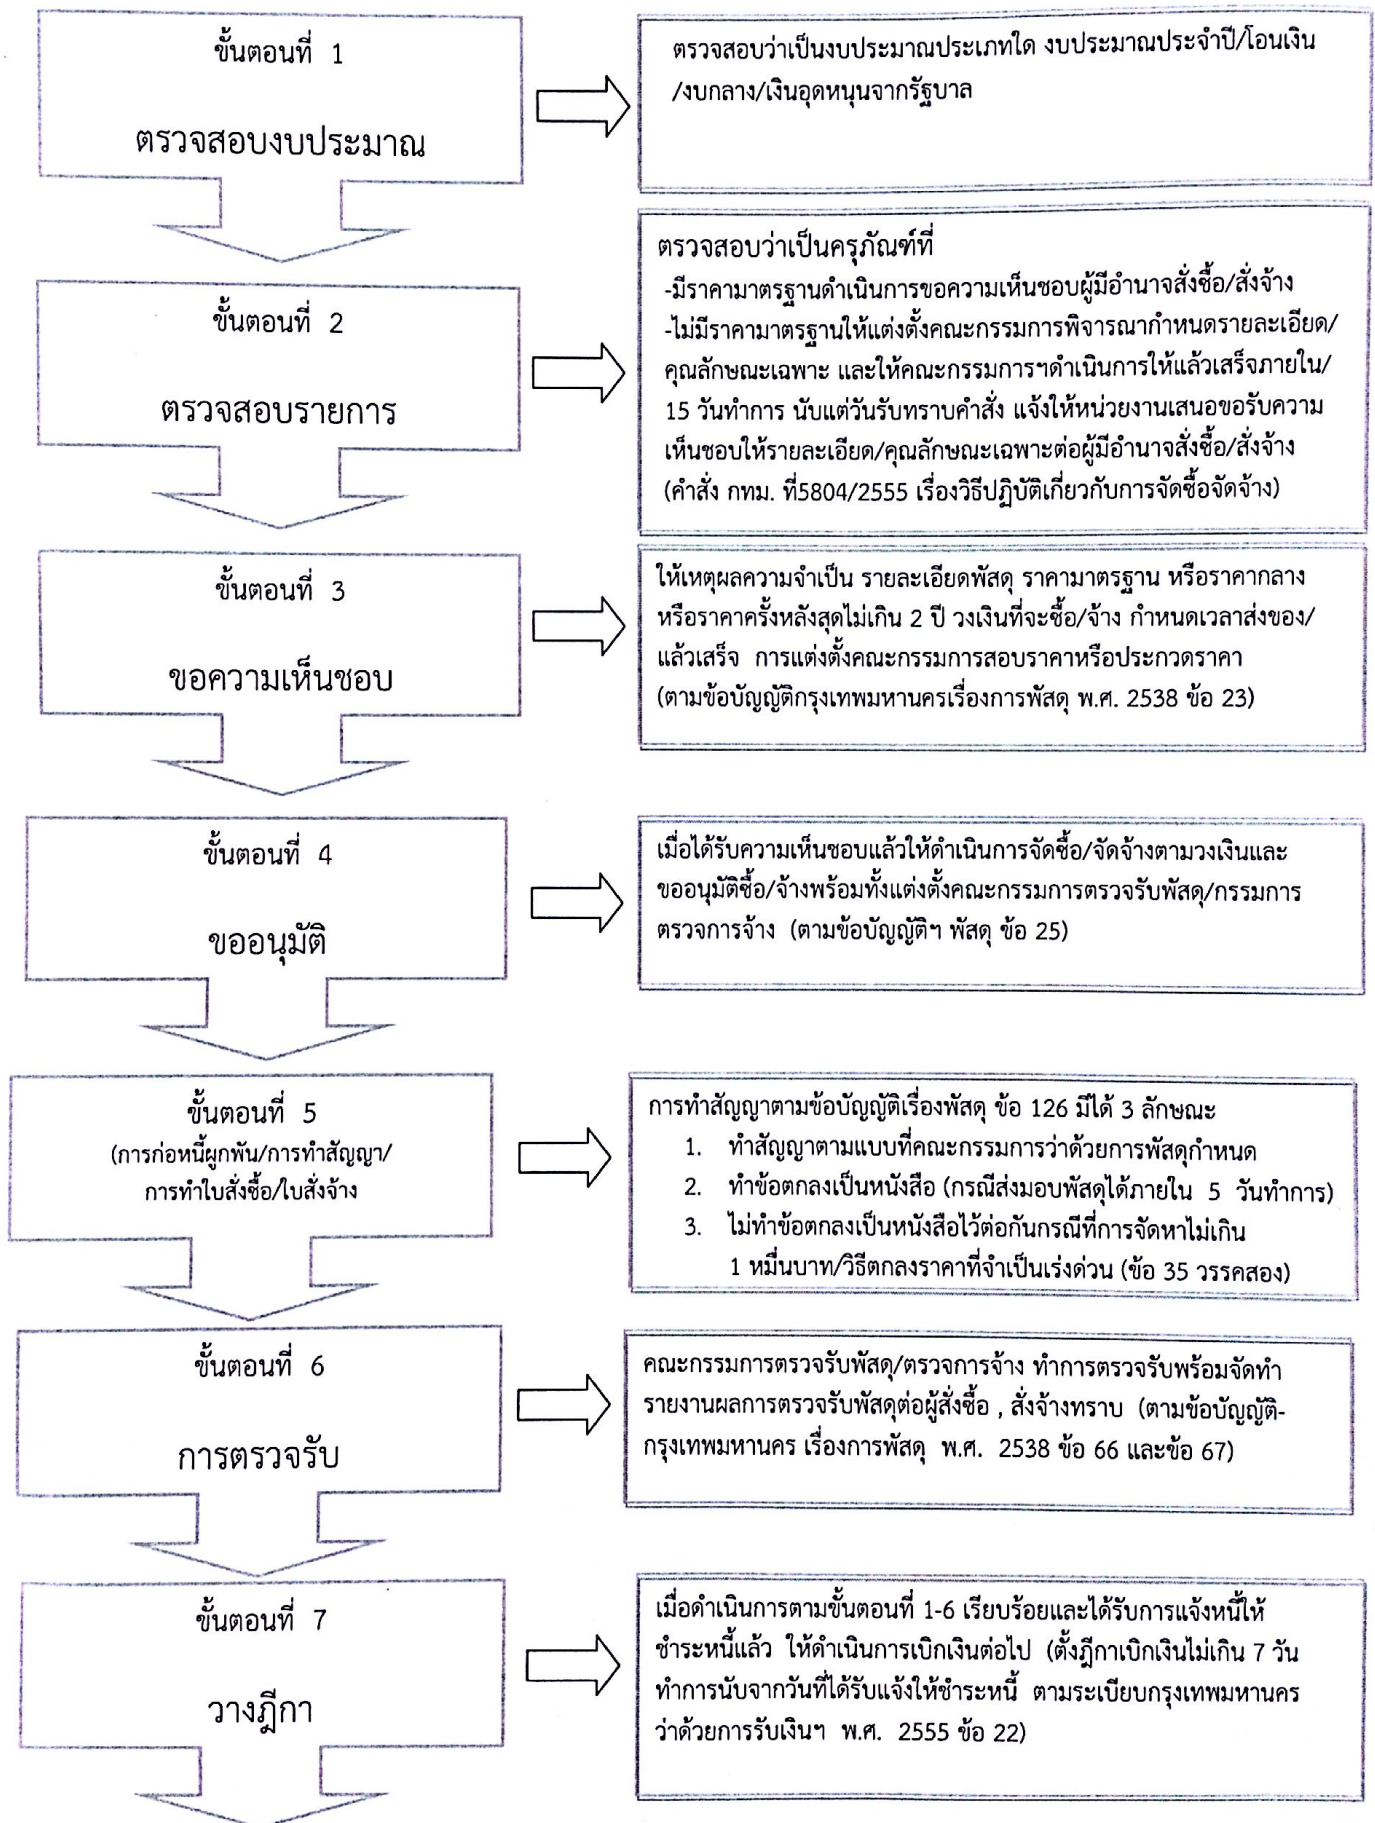 ขั้นตอนที่ 1
ตรวจสอบงบประมาณ
ตรวจสอบว่าเป็นงบประมาณประเภทใด งบประมาณประจำปี/โอนเงิน
/งบกลาง/เงินอุดหนุนจากรัฐบาล
ขั้นตอนที่ 2
ตรวจสอบรายการ
ตรวจสอบว่าเป็นครุภัณฑ์ที่
-มีราคามาตรฐานดำเนินการขอความเห็นชอบผู้มีอำนาจสั่งซื้อ/สั่งจ้าง
-ไม่มีราคามาตรฐานให้แต่งตั้งคณะกรรมการพิจารณากำหนดรายละเอียด/
คุณลักษณะเฉพาะ และให้คณะกรรมการฯดำเนินการให้แล้วเสร็จภายใน/
15 วันทำการ นับแต่วันรับทราบคำสั่ง แจ้งให้หน่วยงานเสนอขอรับความ
เห็นชอบให้รายละเอียด/คุณลักษณะเฉพาะต่อผู้มีอำนาจสั่งซื้อ/สั่งจ้าง
(คำสั่ง กทม. ที่5804/2555 เรื่องวิธีปฏิบัติเกี่ยวกับการจัดซื้อจัดจ้าง)
ขั้นตอนที่ 3
ขอความเห็นชอบ
ให้เหตุผลความจำเป็น รายละเอียดพัสดุ ราคามาตรฐาน หรือราคากลาง
หรือราคาครั้งหลังสุดไม่เกิน 2 ปี วงเงินที่จะซื้อ/จ้าง กำหนดเวลาส่งของ/
แล้วเสร็จ การแต่งตั้งคณะกรรมการสอบราคาหรือประกวดราคา
(ตามข้อบัญญัติกรุงเทพมหานครเรื่องการพัสดุ พ.ศ. 2538 ข้อ 23)
ขั้นตอนที่ 4
ขออนุมัติ
เมื่อได้รับความเห็นชอบแล้วให้ดำเนินการจัดซื้อ/จัดจ้างตามวงเงินและ
ขออนุมัติซื้อ/จ้างพร้อมทั้งแต่งตั้งคณะกรรมการตรวจรับพัสดุ/กรรมการ
ตรวจการจ้าง (ตามข้อบัญญัติฯ พัสดุ ข้อ 25)
ขั้นตอนที่ 5
(การก่อหนี้ผูกพัน/การทำสัญญา/
การทำใบสั่งซื้อ/ใบสั่งจ้าง
การทำสัญญาตามข้อบัญญัติเรื่องพัสดุ ข้อ 126 มีได้ 3 ลักษณะ
1. ทำสัญญาตามแบบที่คณะกรรมการว่าด้วยการพัสดุกำหนด
2. ทำข้อตกลงเป็นหนังสือ (กรณีส่งมอบพัสดุได้ภายใน 5 วันทำการ)
3. ไม่ทำข้อตกลงเป็นหนังสือไว้ต่อกันกรณีที่การจัดหาไม่เกิน
1 หมื่นบาท/วิธีตกลงราคาที่จำเป็นเร่งด่วน (ข้อ 35 วรรคสอง)
ขั้นตอนที่ 6
การตรวจรับ
คณะกรรมการตรวจรับพัสดุ/ตรวจการจ้าง ทำการตรวจรับพร้อมจัดทำ
รายงานผลการตรวจรับพัสดุต่อผู้สั่งซื้อ , สั่งจ้างทราบ (ตามข้อบัญญัติ-
กรุงเทพมหานคร เรื่องการพัสดุ พ.ศ. 2538 ข้อ 66 และข้อ 67)
ขั้นตอนที่ 7
วางฎีกา
เมื่อดำเนินการตามขั้นตอนที่ 1-6 เรียบร้อยและได้รับการแจ้งหนี้ให้
ชำระหนี้แล้ว ให้ดำเนินการเบิกเงินต่อไป (ตั้งฎีกาเบิกเงินไม่เกิน 7 วัน
ทำการนับจากวันที่ได้รับแจ้งให้ชำระหนี้ ตามระเบียบกรุงเทพมหานคร
ว่าด้วยการรับเงินฯ พ.ศ. 2555 ข้อ 22)